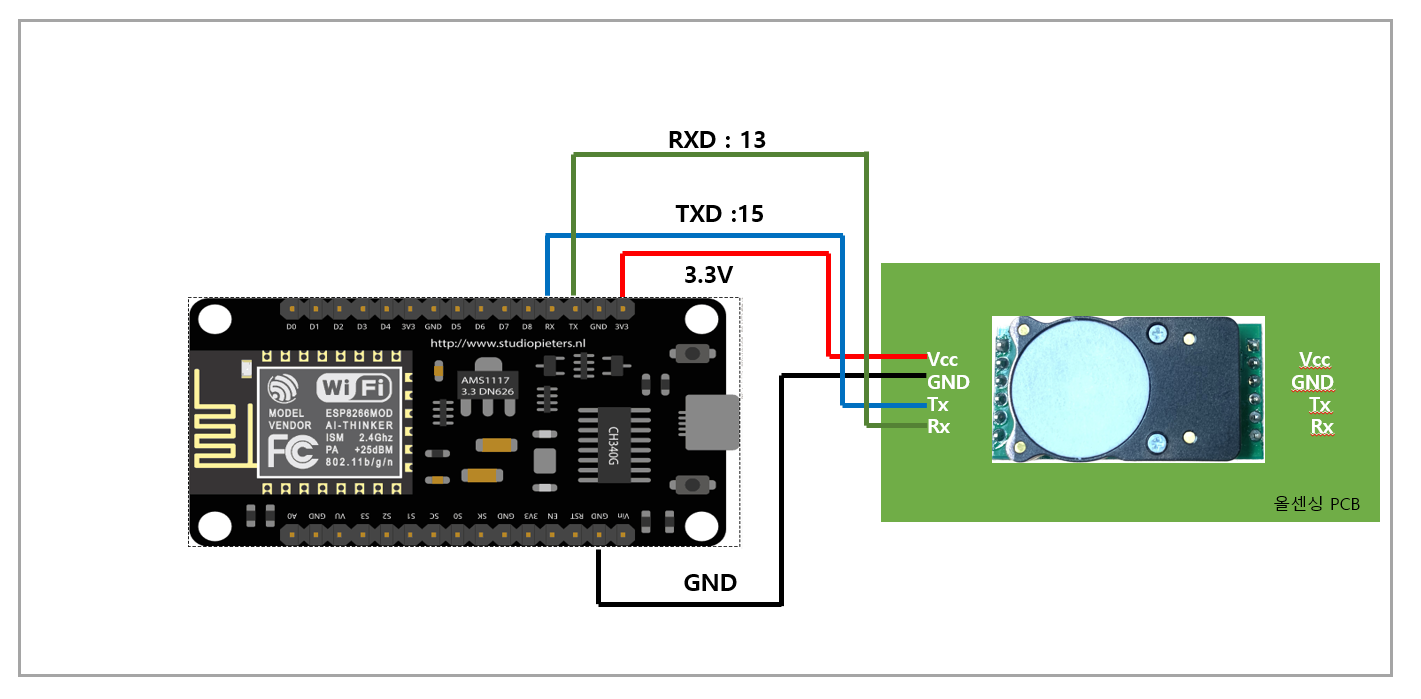 RXD : 13
TXD :15
3.3V
D0 D1 D2 D3 D4 3V3 GND D5 D6 D7 D8 RX TX GND 3V3
http://www.studiopieters.nl
WiFi
MODEL ESP8266MOD
VENDOR AI-THINKER
ISM 2.4Ghz
PA +25dBM
802.11b/g/n
FC
AMS1117
3.3 DN626
CH340G
A0 GND VU S3 S2 S1 SC S0 SK GND 3V3 EN RST GND Vin
GND
Vcc
GND
Tx
Rx
Vcc
GND
Tx
Rx
올센싱 PCB